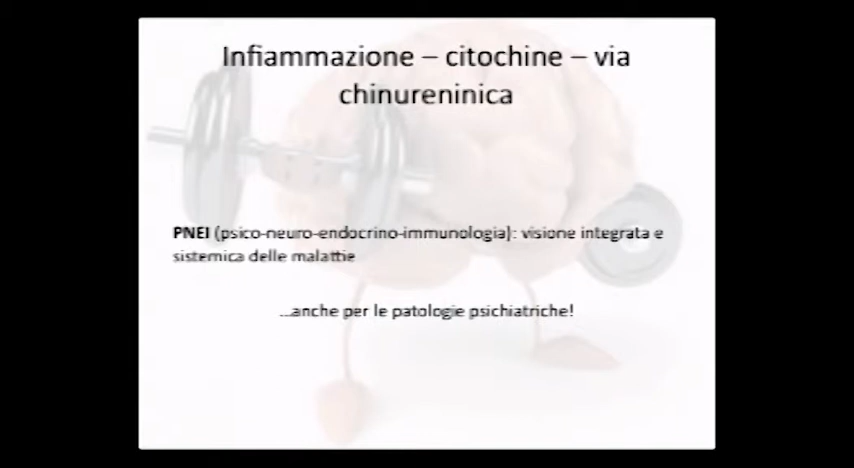 Infiammazione – citochine – via
chinureninica
PNEI (psico-neuro-endocrino-immunologia): visione integrata e
sistemica delle malattie
...anche per le patologie psichiatriche!